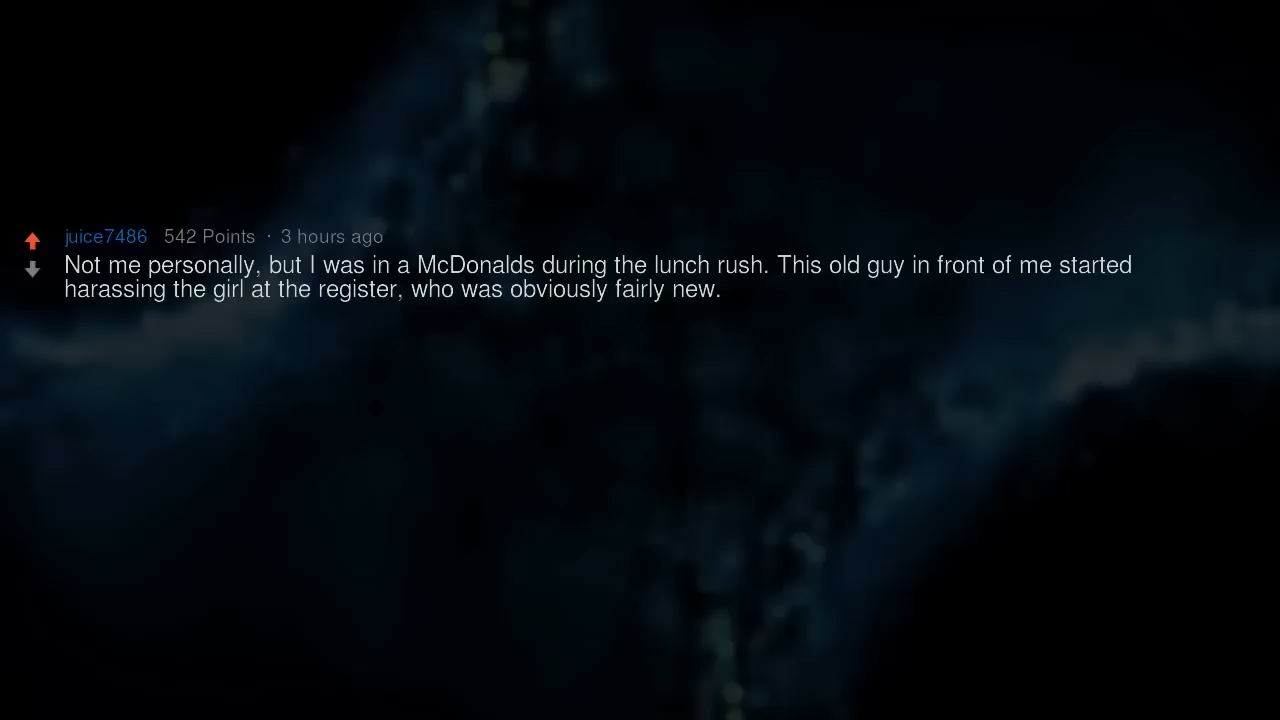 juice7486 542 Points · 3 hours ago
Not me personally, but I was in a McDonalds during the lunch rush. This old guy in front of me started
harassing the girl at the register, who was obviously fairly new.